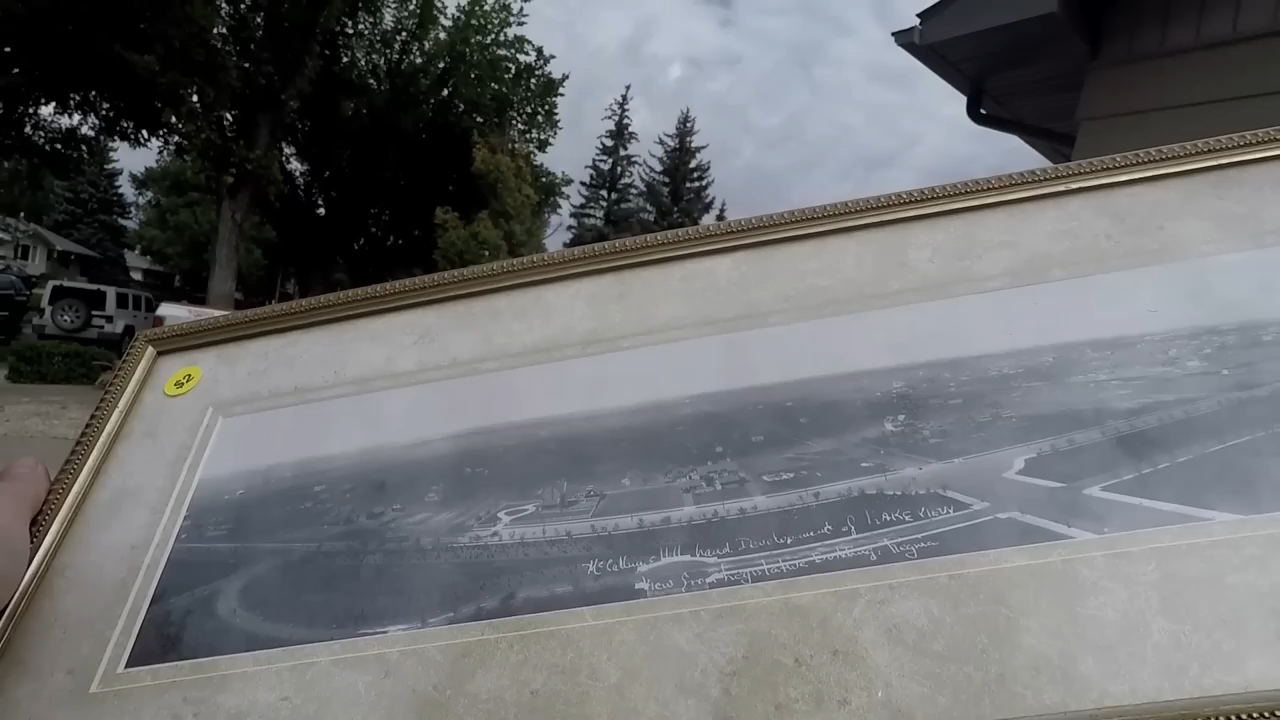 $2
McCallum & Hill land Development of LAKE VIEW
View from Legislative Building, Regina